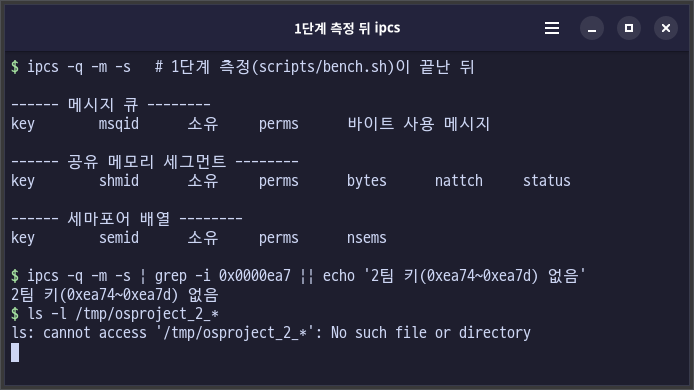 1단계 측정 뒤 ipcs
$ ipcs -q -m -s   # 1단계 측정(scripts/bench.sh)이 끝난 뒤
------ 메시지 큐 --------
key        msqid      소유     perms      바이트 사용 메시지
------ 공유 메모리 세그먼트 --------
key        shmid      소유     perms      bytes      nattch     status
------ 세마포어 배열 --------
key        semid      소유     perms      nsems
$ ipcs -q -m -s | grep -i 0x0000ea7 || echo '2팀 키(0xea74~0xea7d) 없음'
2팀 키(0xea74~0xea7d) 없음
$ ls -l /tmp/osproject_2_*
ls: cannot access '/tmp/osproject_2_*': No such file or directory